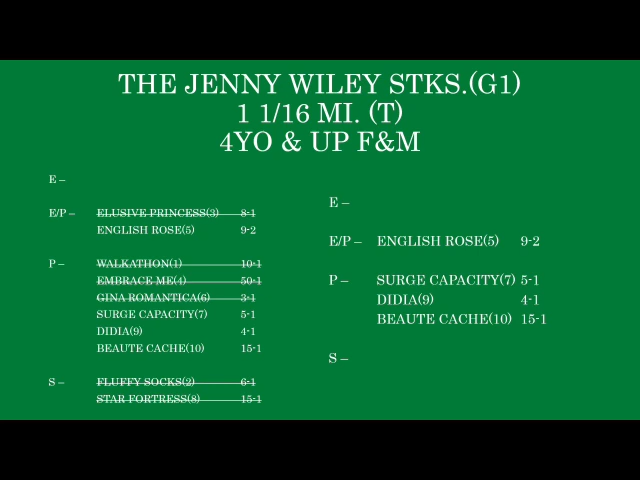 THE JENNY WILEY STKS.(G1)
1 1/16 MI. (T)
4YO & UP F&M
E –
E/P – ELUSIVE PRINCESS(3) 8-1
ENGLISH ROSE(5) 9-2
P – WALKATHON(1) 10-1
EMBRACE ME(4) 50-1
GINA ROMANTICA(6) 3-1
SURGE CAPACITY(7) 5-1
DIDIA(9) 4-1
BEAUTE CACHE(10) 15-1
S – FLUFFY SOCKS(2) 6-1
STAR FORTRESS(8) 15-1
E –
E/P – ENGLISH ROSE(5) 9-2
P – SURGE CAPACITY(7) 5-1
DIDIA(9) 4-1
BEAUTE CACHE(10) 15-1
S –